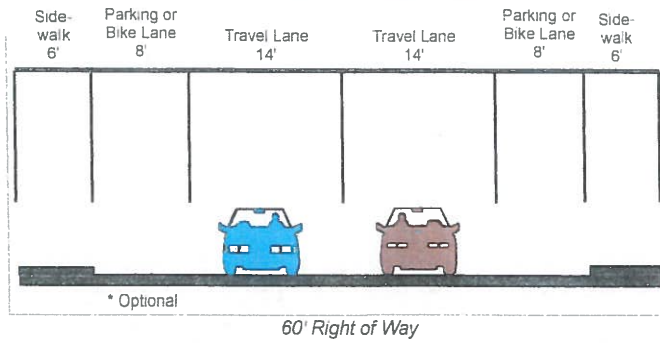 Side-
walk
6'
Parking or
Bike Lane
8'
Travel Lane
14'
Travel Lane
14'
Parking or
Bike Lane
8'
Side-
walk
6'
* Optional
60' Right of Way